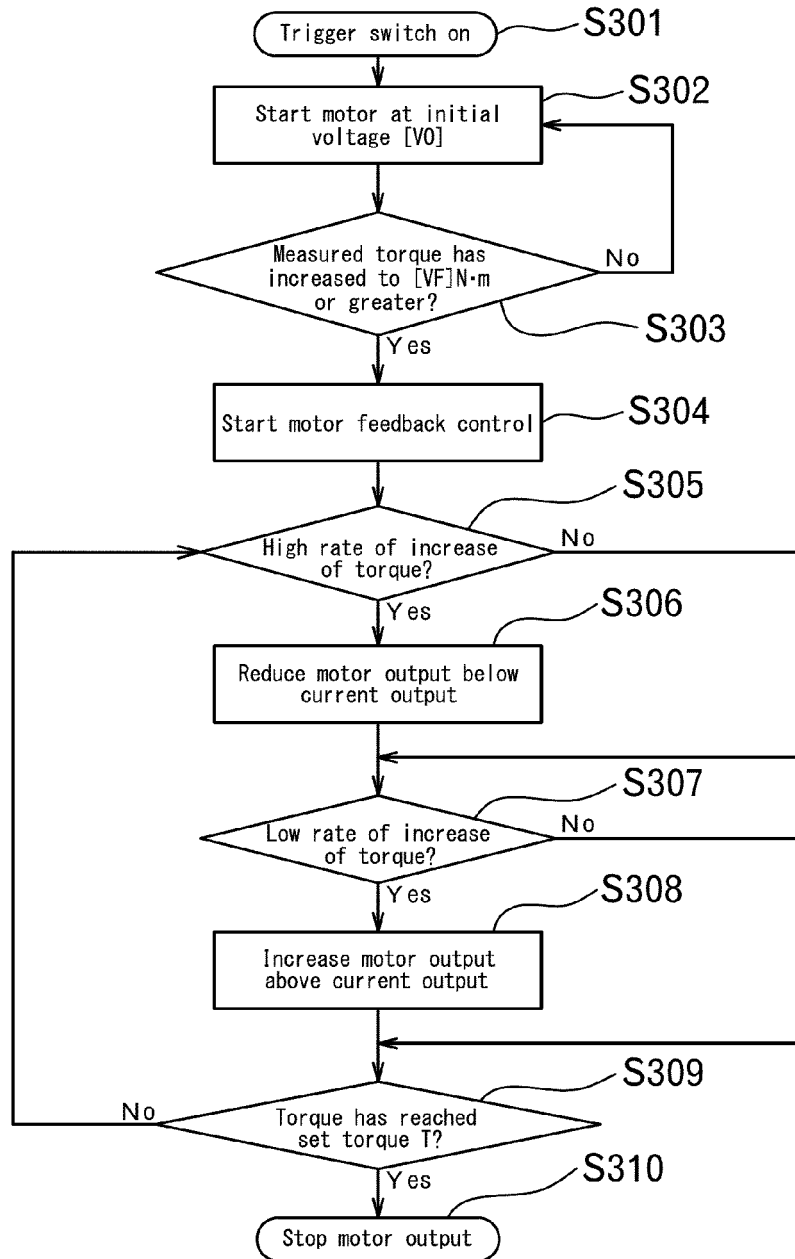 Trigger switch on
S301
S302
Start motor at initial
voltage [V0]
Measured torque has
increased to [VF]N·m
or greater?
No
S303
Yes
Start motor feedback control
S304
S305
High rate of increase
of torque?
No
Yes
S306
Reduce motor output below
current output
S307
Low rate of increase
of torque?
No
Yes
S308
Increase motor output
above current output
S309
Torque has reached
set torque T?
No
Yes
S310
Stop motor output